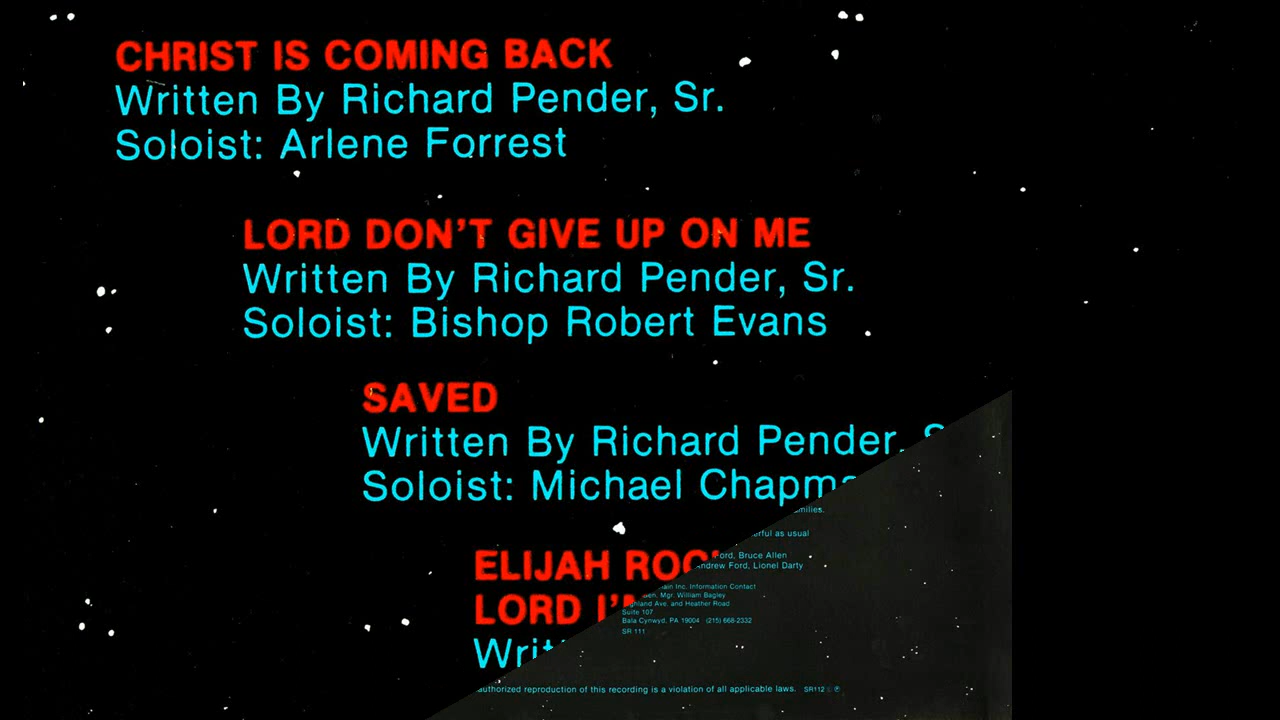 CHRIST IS COMING BACK
Written By Richard Pender, Sr.
Soloist: Arlene Forrest
LORD DON'T GIVE UP ON ME
Written By Richard Pender, Sr.
Soloist: Bishop Robert Evans
SAVED
Written By Richard Pender,
Soloist: Michael
ELIJAH
LORD
erful as usual
Ford, Bruce Allen
Andrew Ford, Lionel Darty
Inc. Information Contact
Mgr. William Bagley
Highland Ave. and Heather Road
Suite 107
Bala Cynwyd, PA 19004 (215) 668-2332
SR 111
authorized reproduction of this recording is a violation of all applicable laws. SR112 © ℗